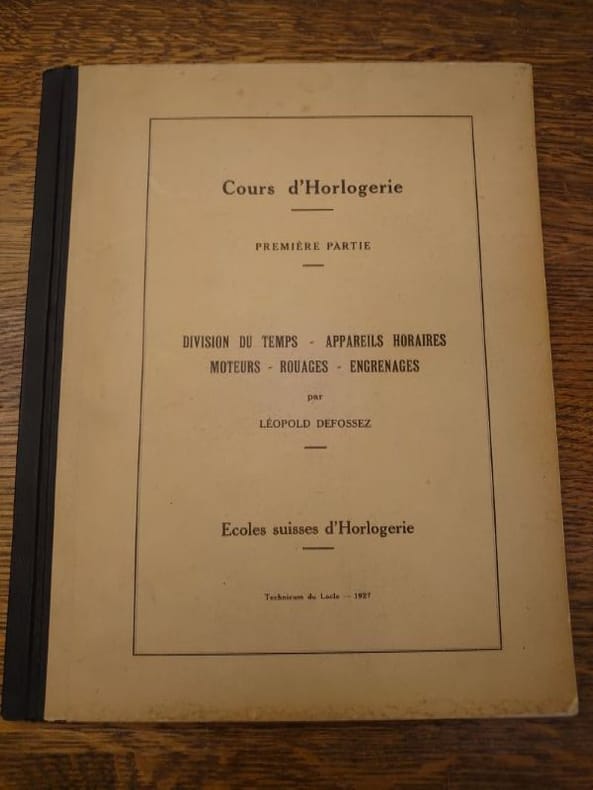 Cours d'Horlogerie
PREMIÈRE PARTIE
DIVISION DU TEMPS - APPAREILS HORAIRES
MOTEURS - ROUAGES - ENGRENAGES
par
LÉOPOLD DEFOSSEZ
Ecoles suisses d'Horlogerie
Technicum du Locle — 1927